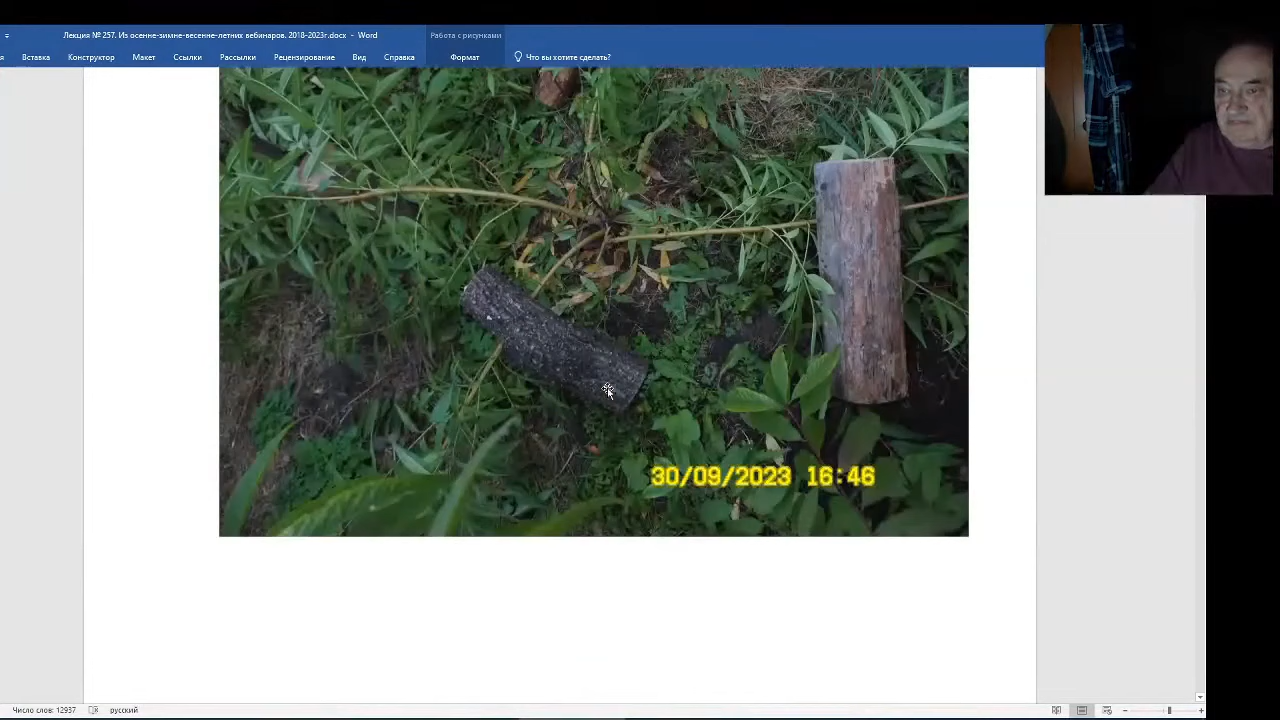 Лекция № 257. Из осенне-зимне-весенне-летних вебинаров. 2018-2023г.docx - Word
Работа с рисунками
я Вставка Конструктор Макет Ссылки Рассылки Рецензирование Вид Справка Формат Что вы хотите сделать?
30/09/2023 16:46
Число слов: 12937 русский